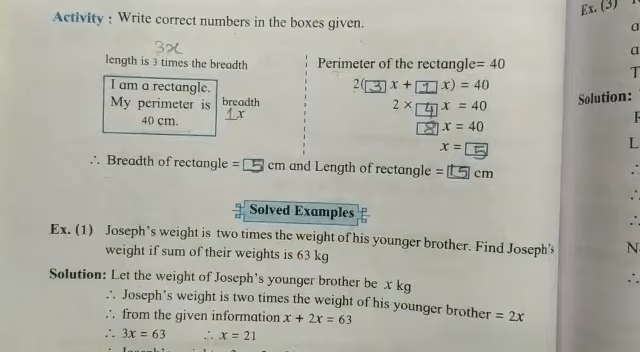 Activity : Write correct numbers in the boxes given.
3x
length is 3 times the breadth
I am a rectangle.
My perimeter is
40 cm.
breadth
1x
Perimeter of the rectangle= 40
2(3 x + 1 x) = 40
2 × 4 x = 40
8 x = 40
x = 5
∴ Breadth of rectangle = 5 cm and Length of rectangle = 15 cm
Solved Examples
Ex. (1) Joseph's weight is two times the weight of his younger brother. Find Joseph's
weight if sum of their weights is 63 kg
Solution: Let the weight of Joseph's younger brother be x kg
∴ Joseph's weight is two times the weight of his younger brother = 2x
∴ from the given information x + 2x = 63
∴ 3x = 63 ∴ x = 21
Ex. (3)
Solution: